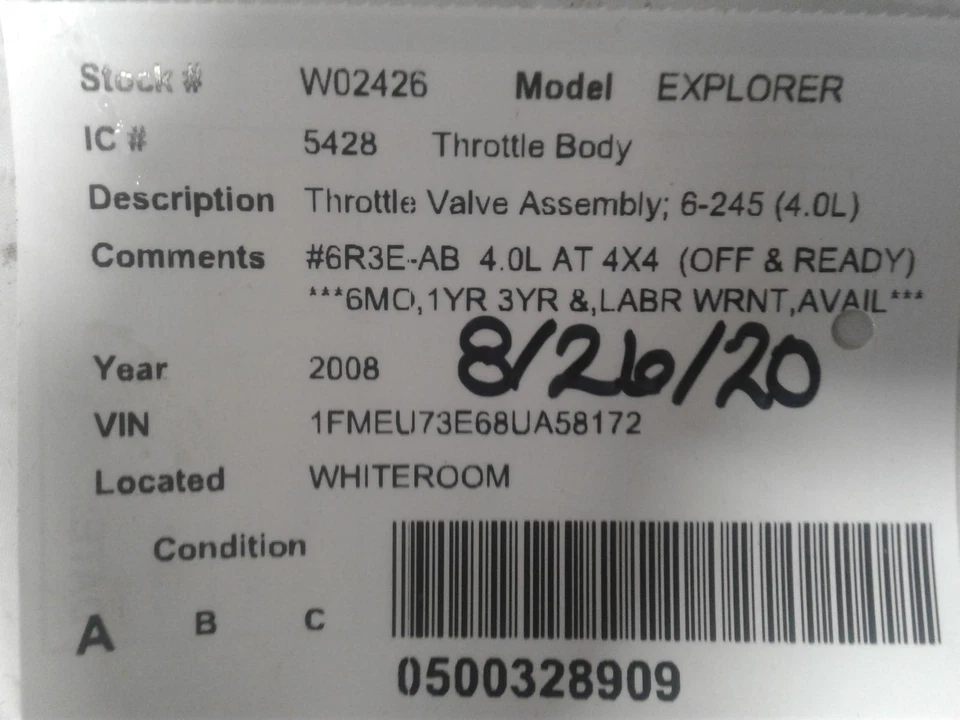 Stock # W02426 Model EXPLORER
IC # 5428 Throttle Body
Description Throttle Valve Assembly; 6-245 (4.0L)
Comments #6R3E-AB 4.0L AT 4X4 (OFF & READY)
***6MO,1YR 3YR &,LABR WRNT,AVAIL***
Year 2008 8/26/20
VIN 1FMEU73E68UA58172
Located WHITEROOM
Condition
A B C
0500328909